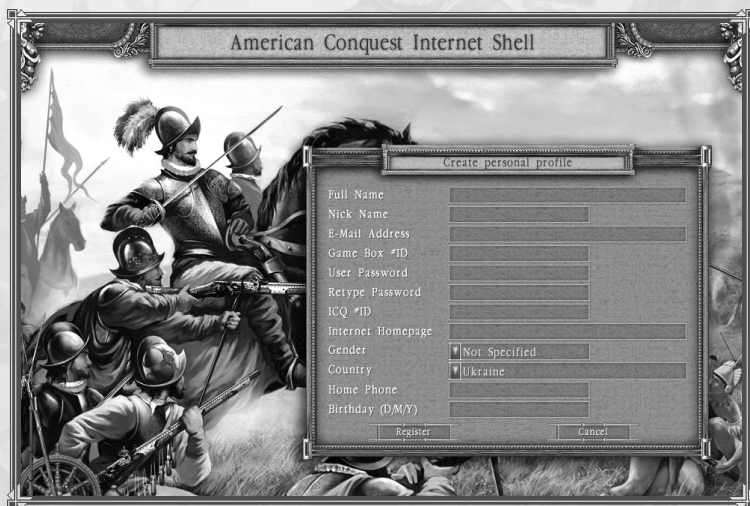 American Conquest Internet Shell
Create personal profile
Full Name
Nick Name
E-Mail Address
Game Box #ID
User Password
Retype Password
ICQ #ID
Internet Homepage
Gender Not Specified
Country Ukraine
Home Phone
Birthday (D/M/Y)
Register Cancel